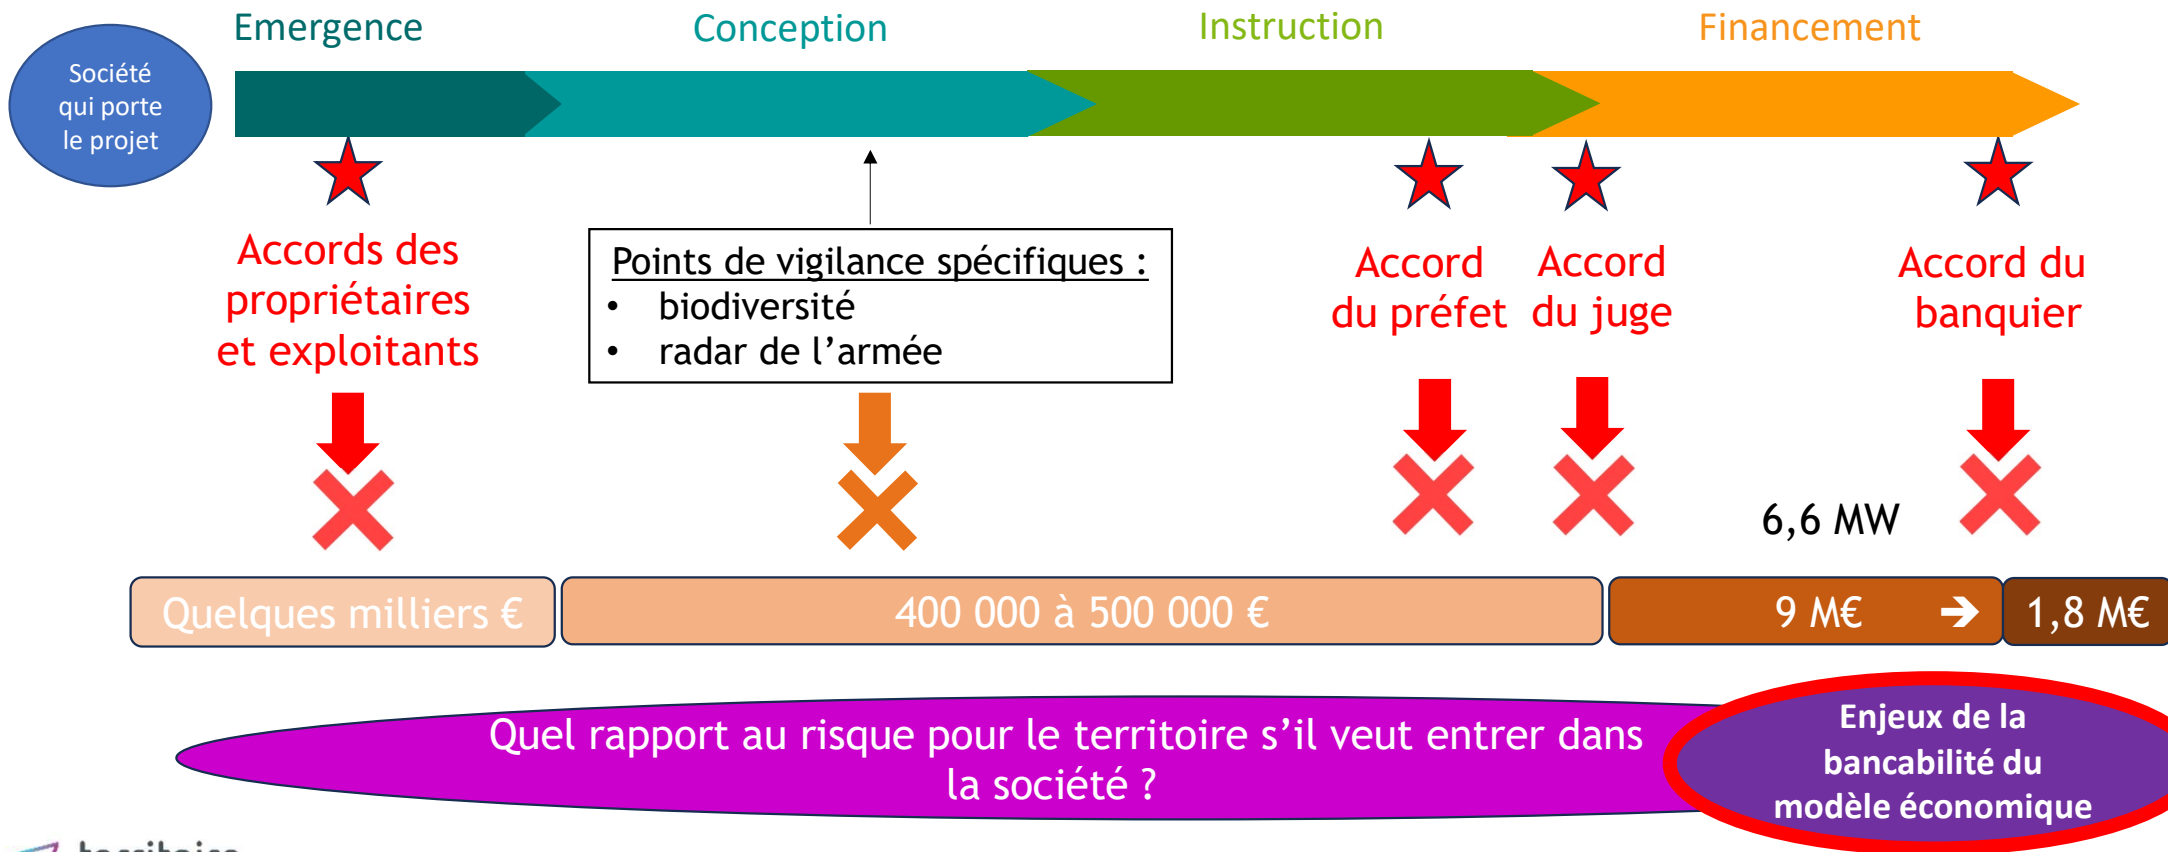 Emergence
Conception
Instruction
Financement
Société
qui porte
le projet
Accords des
propriétaires
et exploitants
Points de vigilance spécifiques :
• biodiversité
• radar de l’armée
Accord
du préfet
Accord
du juge
Accord du
banquier
6,6 MW
Quelques milliers €
400 000 à 500 000 €
9 M€ ➔
1,8 M€
Quel rapport au risque pour le territoire s’il veut entrer dans
la société ?
Enjeux de la
bancabilité du
modèle économique